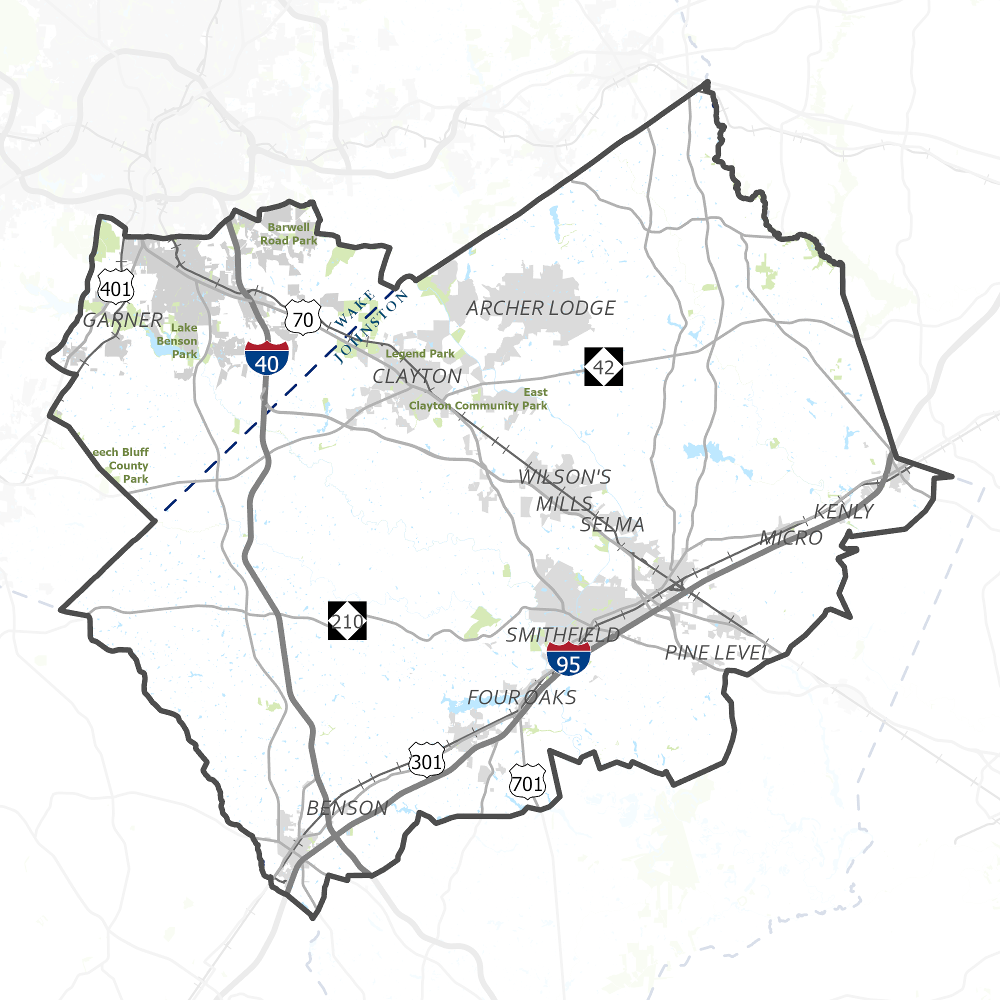 Barwell
Road Park
401
GARNER
Lake
Benson
Park
70
WAKE
JOHNSTON
40
ARCHER LODGE
Legend Park
CLAYTON
42
East
Clayton Community Park
eech Bluff
County
Park
WILSON'S
MILLS
SELMA
KENLY
MICRO
210
SMITHFIELD
95
PINE LEVEL
FOUR OAKS
301
701
BENSON